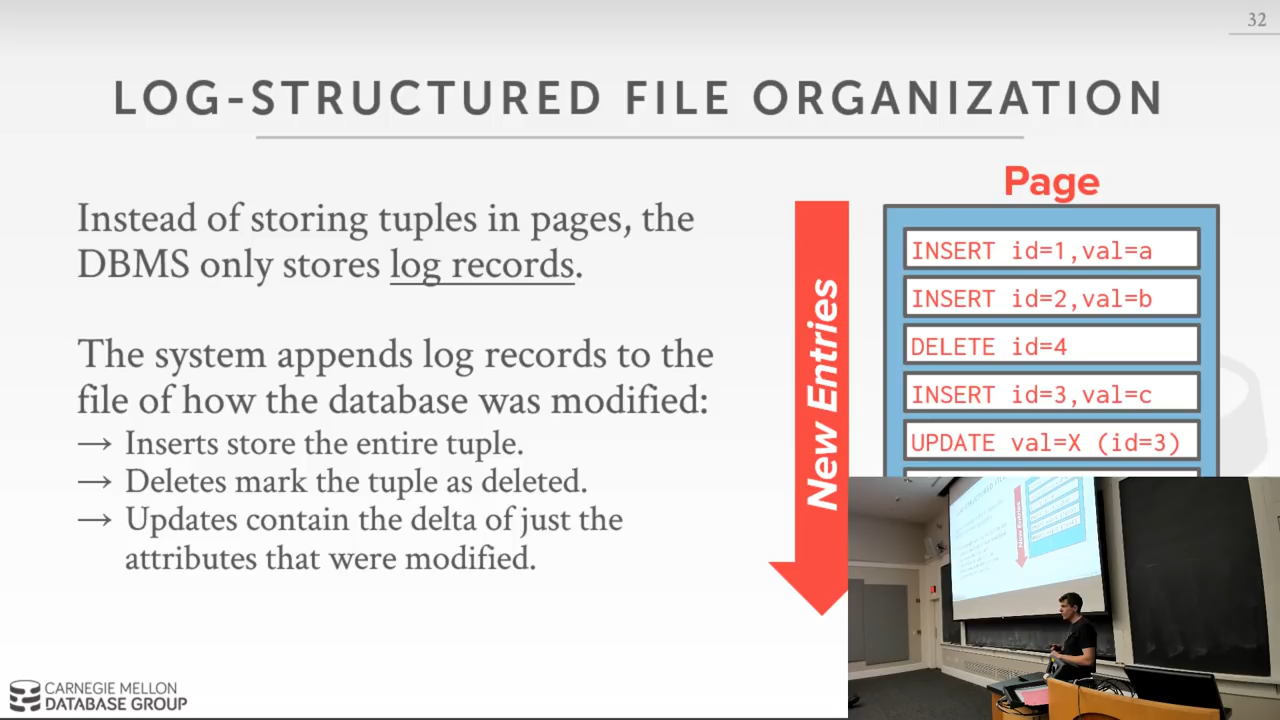 32
LOG-STRUCTURED FILE ORGANIZATION
Instead of storing tuples in pages, the
DBMS only stores log records.
The system appends log records to the
file of how the database was modified:
→ Inserts store the entire tuple.
→ Deletes mark the tuple as deleted.
→ Updates contain the delta of just the
attributes that were modified.
New Entries
Page
INSERT id=1,val=a
INSERT id=2,val=b
DELETE id=4
INSERT id=3,val=c
UPDATE val=X (id=3)
CARNEGIE MELLON
DATABASE GROUP